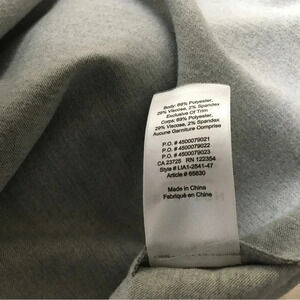 Body: 69% Polyester,
29% Viscose, 2% Spandex
Exclusive Of Trim
Corps: 69% Polyester,
29% Viscose, 2% Spandex
Aucune Garniture Comprise
P.O. # 4500079021
P.O. # 4500079022
P.O. # 4500079023
CA 23725 RN 122354
Style # LIA1-2541-47
Article # 65630
Made in China
Fabriqué en Chine